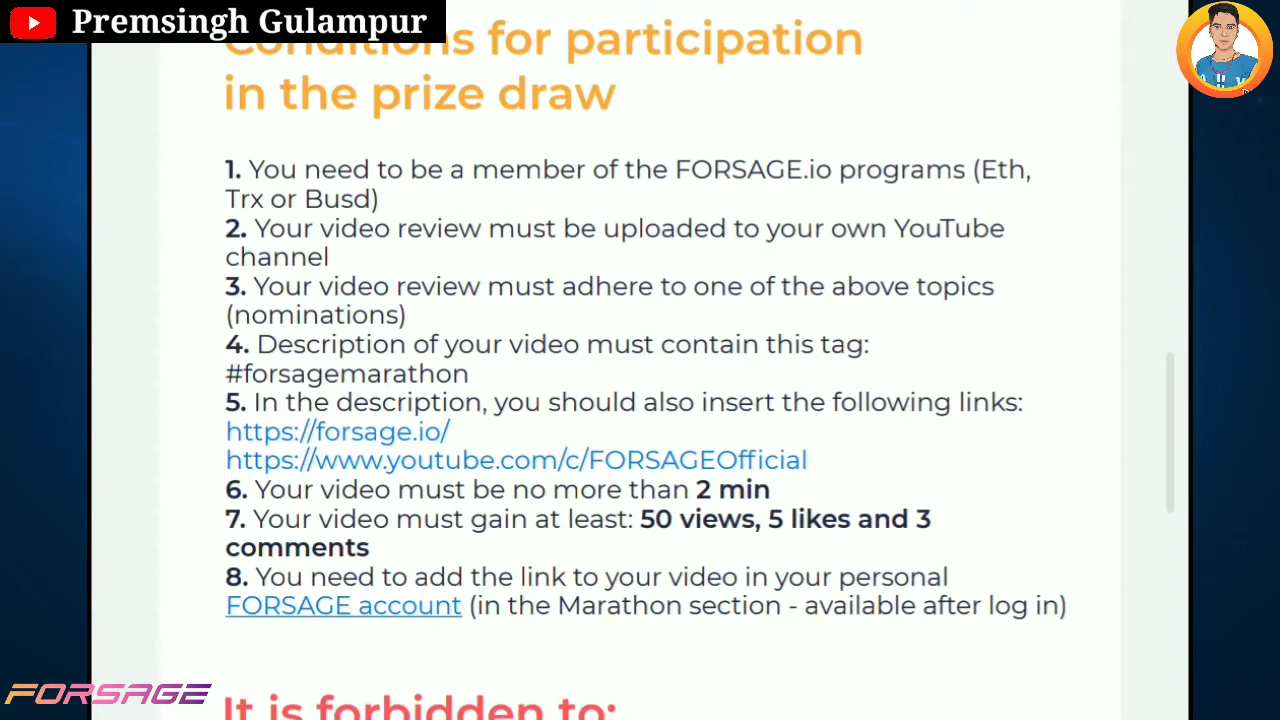 Premsingh Gulampur
Conditions for participation
in the prize draw
1. You need to be a member of the FORSAGE.io programs (Eth,
Trx or Busd)
2. Your video review must be uploaded to your own YouTube
channel
3. Your video review must adhere to one of the above topics
(nominations)
4. Description of your video must contain this tag:
#forsagemarathon
5. In the description, you should also insert the following links:
https://forsage.io/
https://www.youtube.com/c/FORSAGEOfficial
6. Your video must be no more than 2 min
7. Your video must gain at least: 50 views, 5 likes and 3
comments
8. You need to add the link to your video in your personal
FORSAGE account (in the Marathon section - available after log in)
FORSAGE
It is forbidden to: